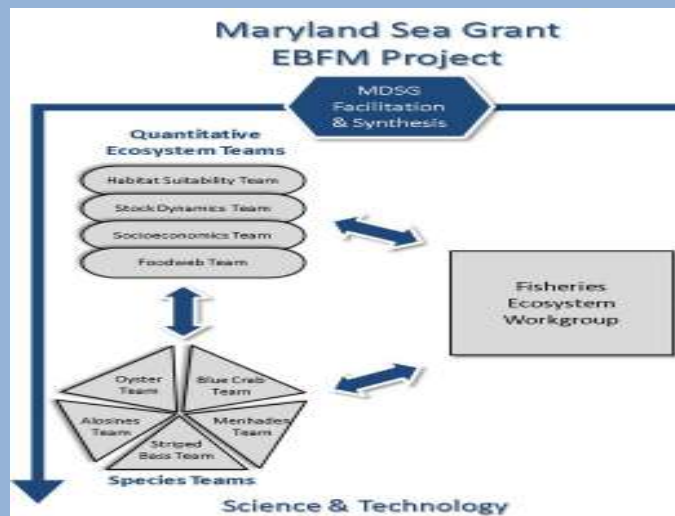 Maryland Sea Grant
EBFM Project
MDSG
Facilitation
& Synthesis
Quantitative
Ecosystem Teams
Habitat Suitability Team
Stock Dynamics Team
Socioeconomics Team
Foodweb Team
Fisheries
Ecosystem
Workgroup
Oyster
Team
Blue Crab
Team
Alosines
Team
Menhaden
Team
Striped
Bass Team
Species Teams
Science & Technology